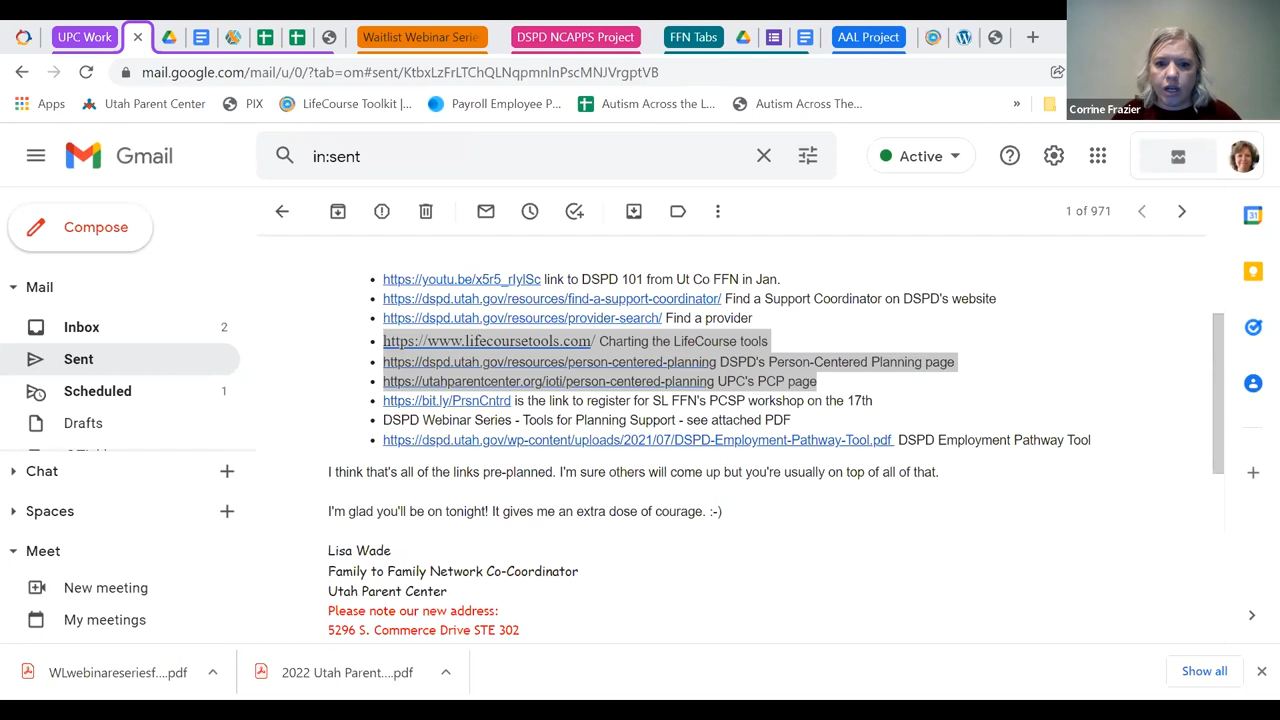 UPC Work
Waitlist Webinar Serie
DSPD NCAPPS Project
FFN Tabs
AAL Project
mail.google.com/mail/u/0/?tab=om#sent/KtbxLzFrLTChQLNqpmnlnPscMNJVrgptVB
Apps
Utah Parent Center
PIX
LifeCourse Toolkit |...
Payroll Employee P...
Autism Across the L...
Autism Across The...
»
Corrine Frazier
Gmail
in:sent
Active
Compose
1 of 971
Mail
Inbox 2
Sent
Scheduled 1
Drafts
Chat
Spaces
Meet
New meeting
My meetings
• https://youtu.be/x5r5_rIylSc link to DSPD 101 from Ut Co FFN in Jan.
• https://dspd.utah.gov/resources/find-a-support-coordinator/ Find a Support Coordinator on DSPD's website
• https://dspd.utah.gov/resources/provider-search/ Find a provider
• https://www.lifecoursetools.com/ Charting the LifeCourse tools
• https://dspd.utah.gov/resources/person-centered-planning DSPD's Person-Centered Planning page
• https://utahparentcenter.org/ioti/person-centered-planning UPC's PCP page
• https://bit.ly/PrsnCntrd is the link to register for SL FFN's PCSP workshop on the 17th
• DSPD Webinar Series - Tools for Planning Support - see attached PDF
• https://dspd.utah.gov/wp-content/uploads/2021/07/DSPD-Employment-Pathway-Tool.pdf DSPD Employment Pathway Tool
I think that's all of the links pre-planned. I'm sure others will come up but you're usually on top of all of that.
I'm glad you'll be on tonight! It gives me an extra dose of courage. :-)
Lisa Wade
Family to Family Network Co-Coordinator
Utah Parent Center
Please note our new address:
5296 S. Commerce Drive STE 302
31
WLwebinareseriesf....pdf
2022 Utah Parent....pdf
Show all